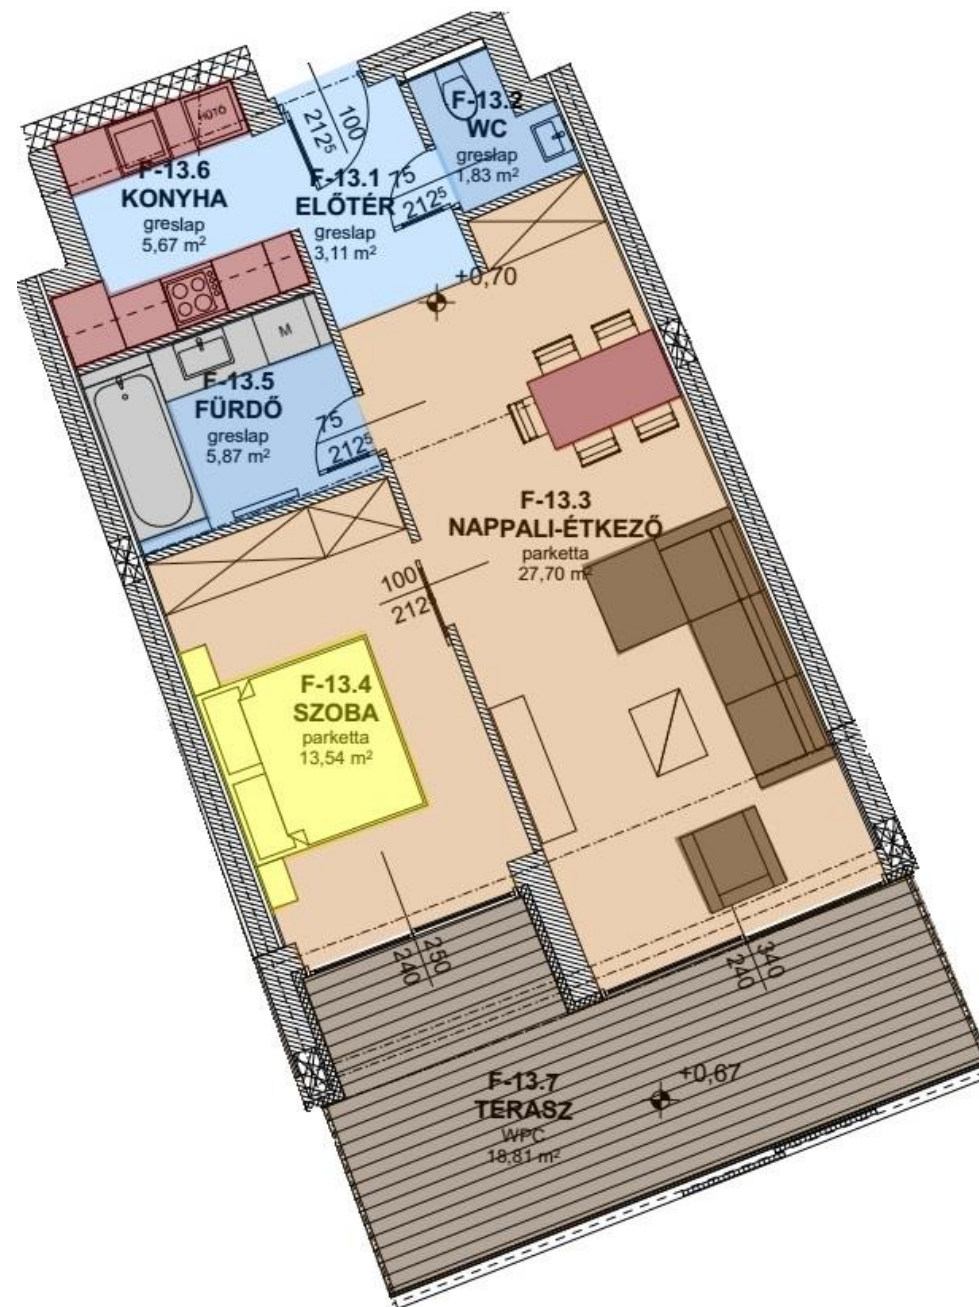 HŰTŐ
100
212⁵
F-13.2
WC
greslap
1,83 m²
F-13.6
KONYHA
greslap
5,67 m²
F-13.1
ELŐTÉR
greslap
3,11 m²
75
212⁵
+0,70
M
F-13.5
FÜRDŐ
greslap
5,87 m²
75
212⁵
F-13.3
NAPPALI-ÉTKEZŐ
parketta
27,70 m²
100
212
F-13.4
SZOBA
parketta
13,54 m²
250
240
340
240
F-13.7
TERASZ
WPC
18,81 m²
+0,67